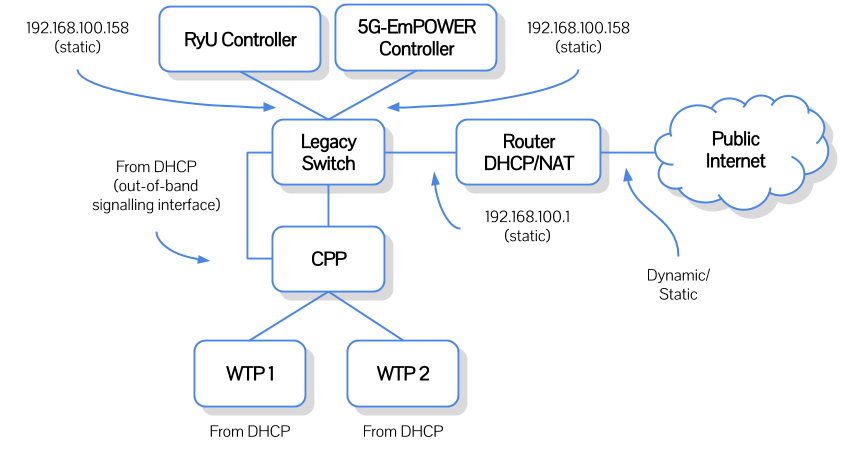 192.168.100.158
(static)
RyU Controller
5G-EmPOWER
Controller
192.168.100.158
(static)
Legacy
Switch
Router
DHCP/NAT
Public
Internet
From DHCP
(out-of-band
signalling interface)
192.168.100.1
(static)
CPP
Dynamic/
Static
WTP 1
WTP 2
From DHCP
From DHCP